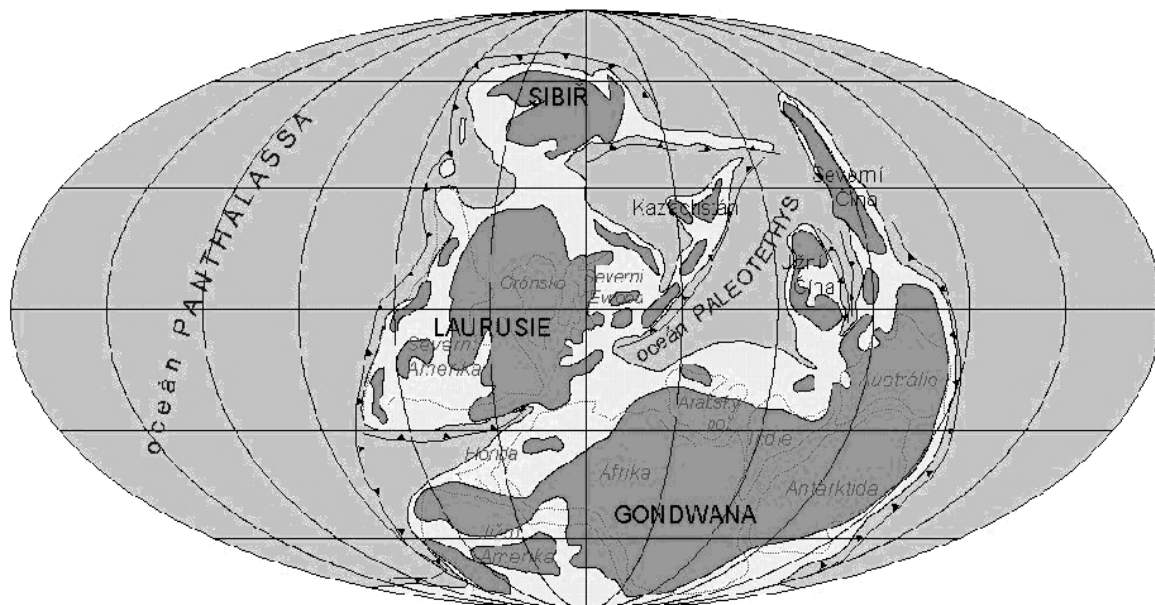 SIBIŘ
oceán PANTHALASSA
Severní
Čína
Kazachstán
oceán PALEOTETHYS
Jižní
Čína
Grónsko
Severní
Evropa
LAURUSIE
Severní
Amerika
Austrálie
Arabský
po.
Indie
Florida
Afrika
Antarktida
GONDWANA
Jižní
Amerika